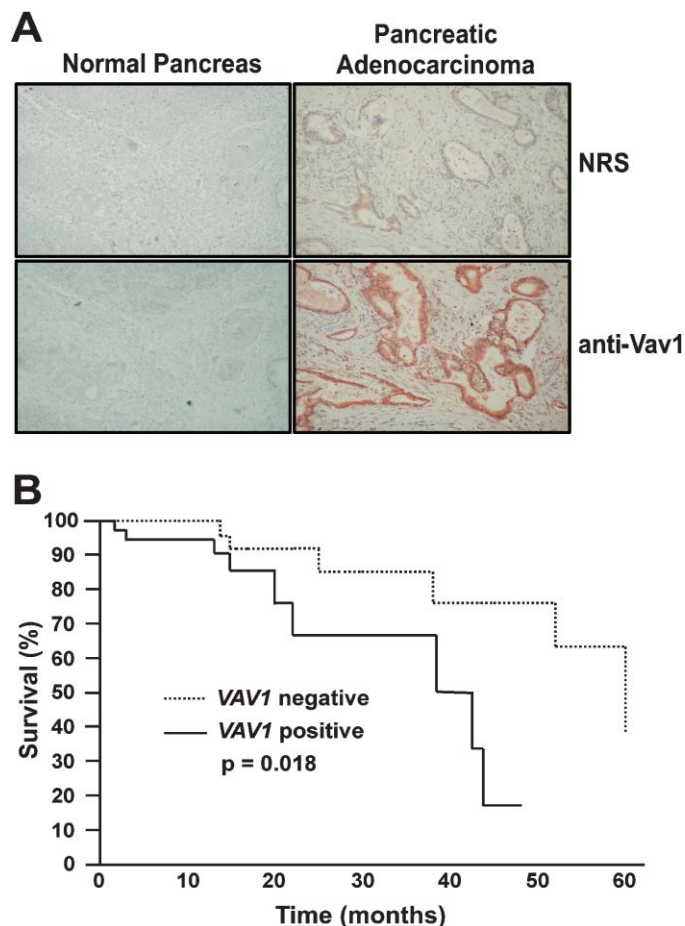 A
Normal Pancreas
Pancreatic
Adenocarcinoma
NRS
anti-Vav1
B
100
90
80
70
60
50
40
30
20
10
0
Survival (%)
VAV1 negative
VAV1 positive
p = 0.018
0
10
20
30
40
50
60
Time (months)